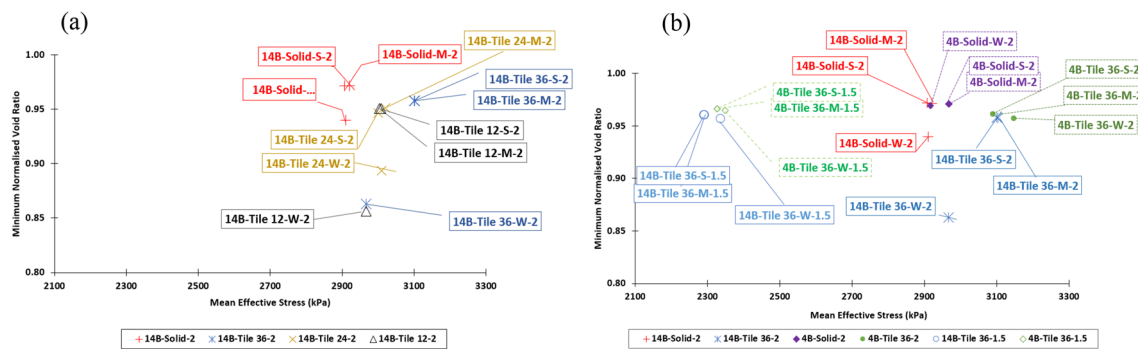 (a)
14B-Tile 24-M-2
14B-Solid-S-2
14B-Solid-M-2
1.00
14B-Tile 36-S-2
14B-Solid-...
14B-Tile 36-M-2
0.95
14B-Tile 12-S-2
14B-Tile 24-S-2
14B-Tile 12-M-2
0.90
14B-Tile 24-W-2
0.85
14B-Tile 12-W-2
14B-Tile 36-W-2
0.80
2100 2300 2500 2700 2900 3100 3300
Minimum Normalised Void Ratio
Mean Effective Stress (kPa)
14B-Solid-2 14B-Tile 36-2 14B-Tile 24-2 14B-Tile 12-2
(b)
14B-Solid-M-2
4B-Solid-W-2
14B-Solid-S-2
4B-Solid-S-2
4B-Solid-M-2
4B-Tile 36-S-2
1.00
4B-Tile 36-S-1.5
4B-Tile 36-M-2
4B-Tile 36-M-1.5
4B-Tile 36-W-2
0.95
14B-Solid-W-2
4B-Tile 36-W-1.5
14B-Tile 36-S-2
0.90
14B-Tile 36-S-1.5
14B-Tile 36-M-1.5
14B-Tile 36-M-2
14B-Tile 36-W-1.5
14B-Tile 36-W-2
0.85
0.80
2100 2300 2500 2700 2900 3100 3300
Minimum Normalised Void Ratio
Mean Effective Stress (kPa)
14B-Solid-2 14B-Tile 36-2 4B-Solid-2 4B-Tile 36-2 14B-Tile 36-1.5 4B-Tile 36-1.5